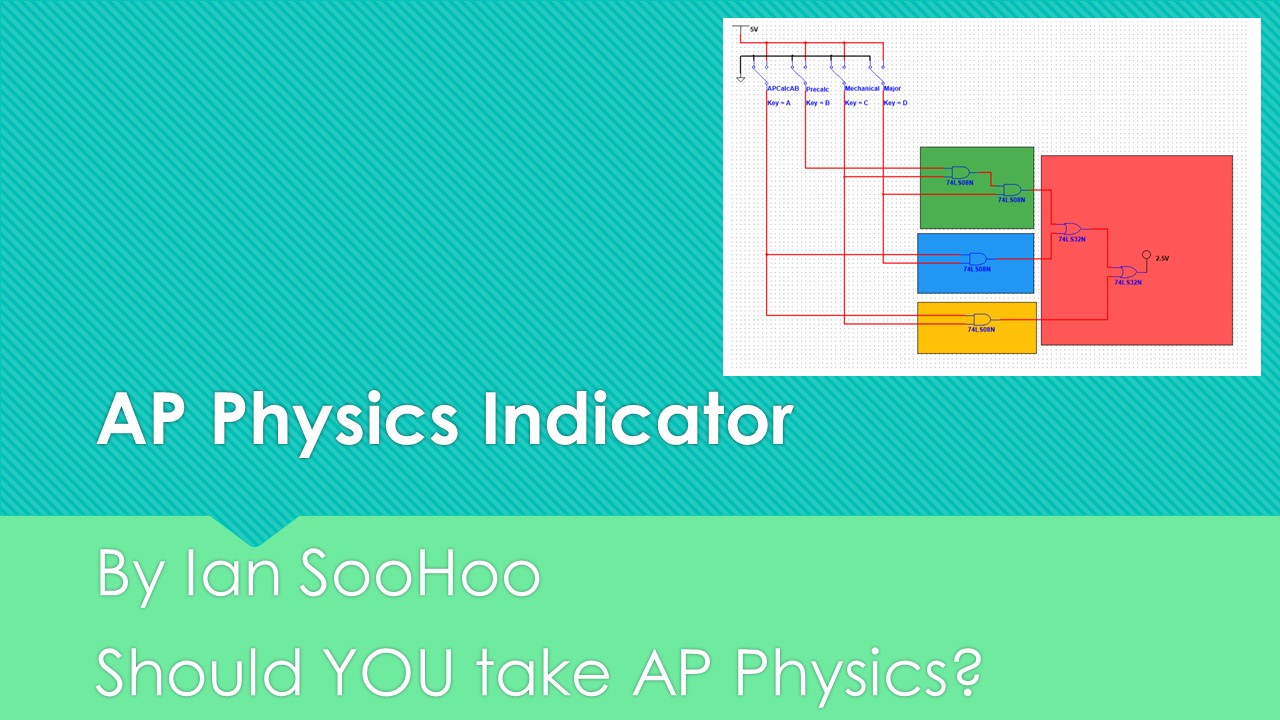 5V
APCalcAB Precalc Mechanical Major
Key = A Key = B Key = C Key = D
74LS08N
74LS08N
74LS32N
2.5V
74LS08N
74LS32N
74LS08N
AP Physics Indicator
By Ian SooHoo
Should YOU take AP Physics?